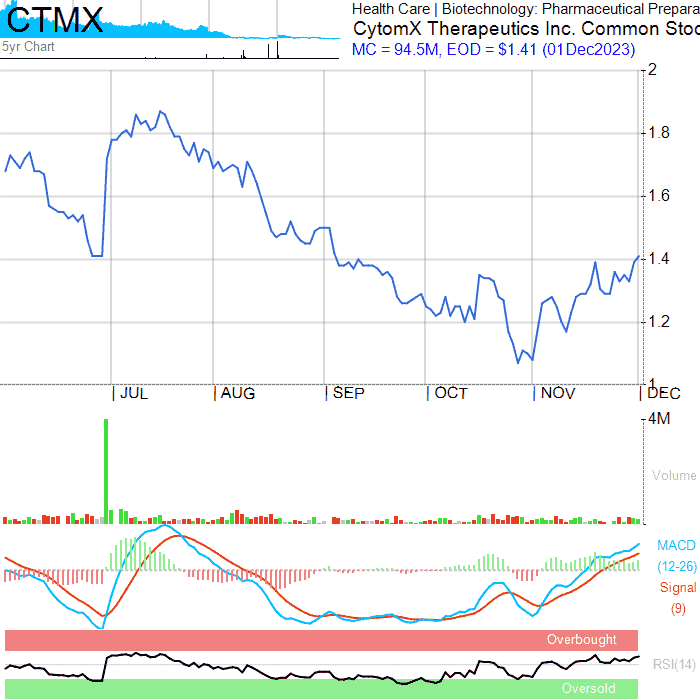 CTMX
Health Care | Biotechnology: Pharmaceutical Prepara
CytomX Therapeutics Inc. Common Stoc
MC = 94.5M, EOD = $1.41 (01Dec2023)
5yr Chart
2
1.8
1.6
1.4
1.2
1
| JUL | AUG | SEP | OCT | NOV | DEC
4M
Volume
MACD
(12-26)
Signal
(9)
Overbought
RSI(14)
Oversold